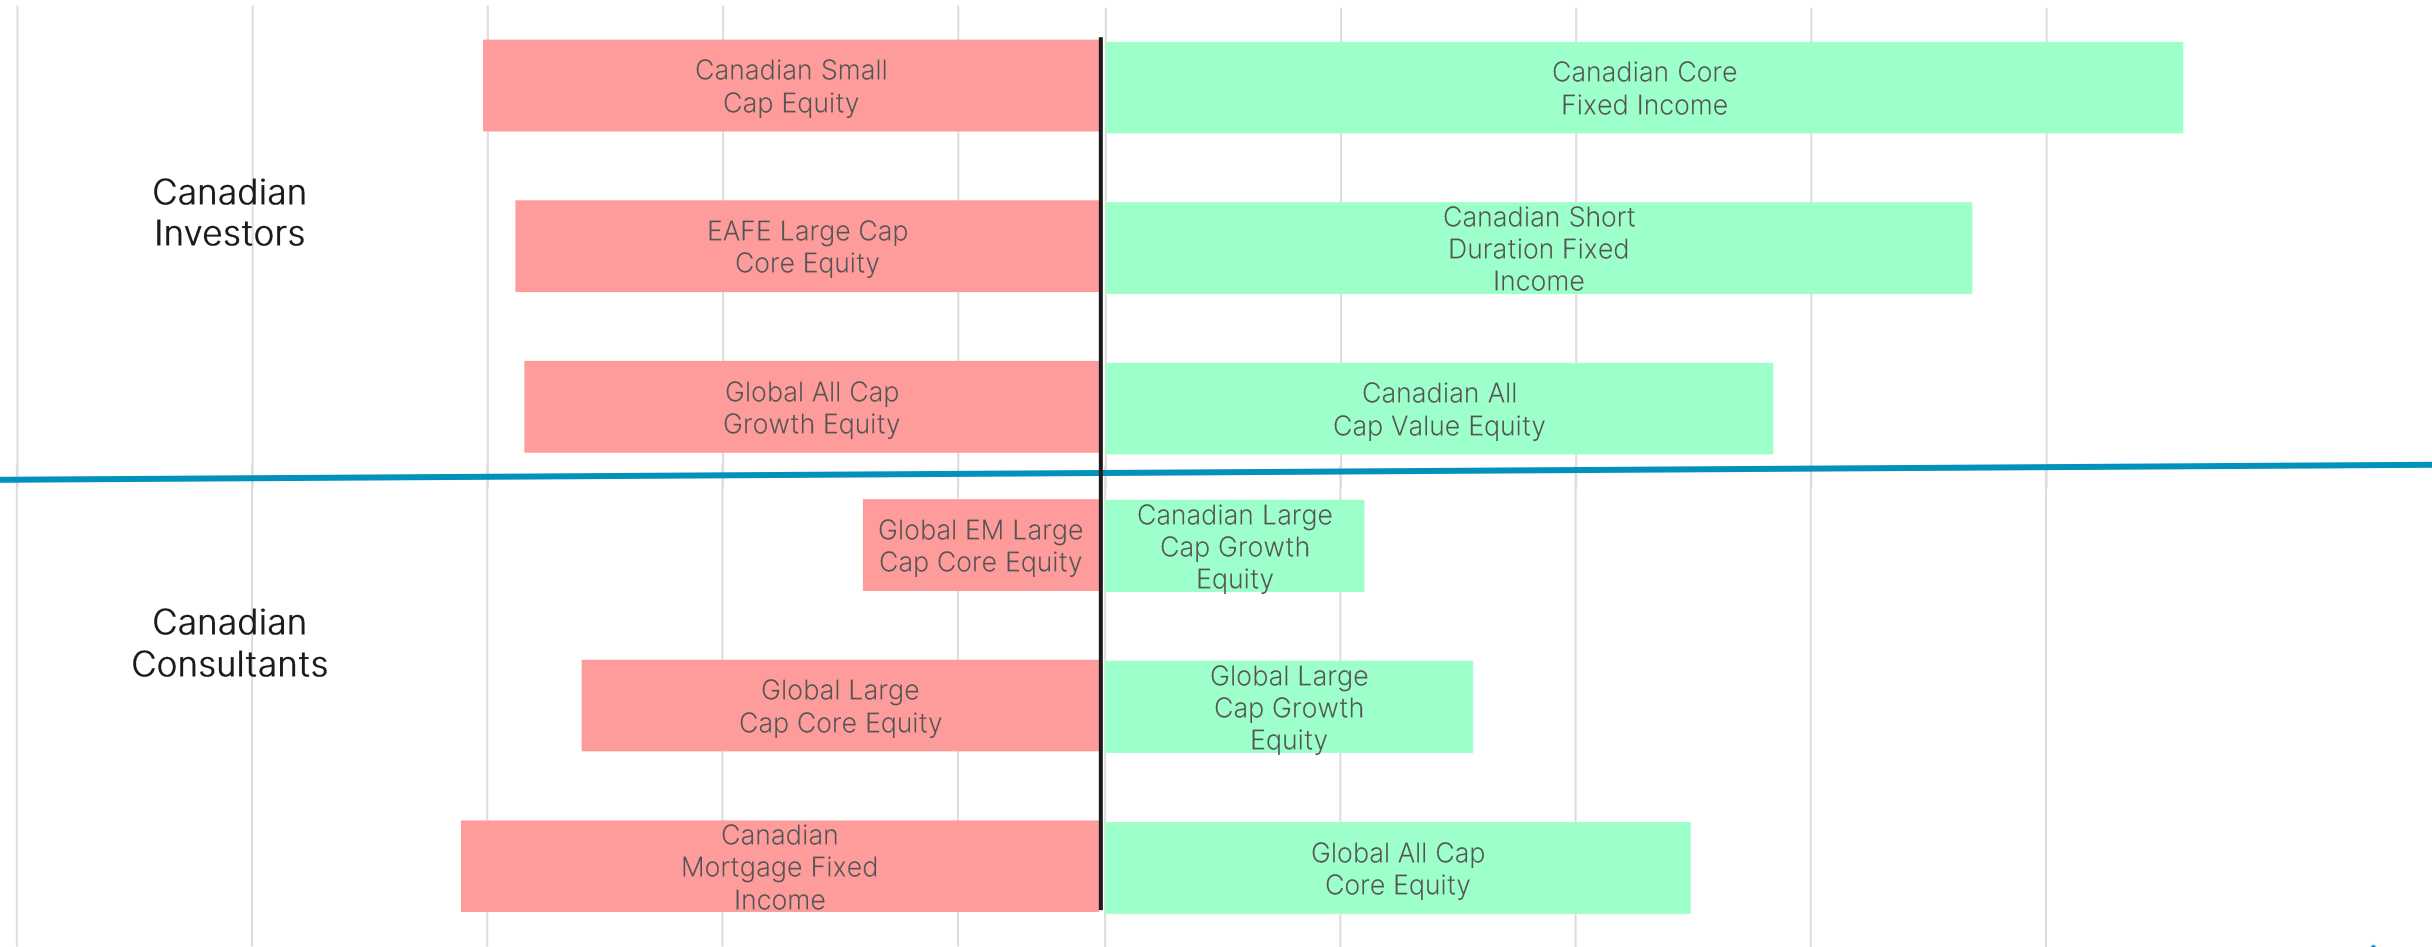 Canadian Small
Cap Equity
Canadian Core
Fixed Income
Canadian
Investors
EAFE Large Cap
Core Equity
Canadian Short
Duration Fixed
Income
Global All Cap
Growth Equity
Canadian All
Cap Value Equity
Global EM Large
Cap Core Equity
Canadian Large
Cap Growth
Equity
Canadian
Consultants
Global Large
Cap Core Equity
Global Large
Cap Growth
Equity
Canadian
Mortgage Fixed
Income
Global All Cap
Core Equity